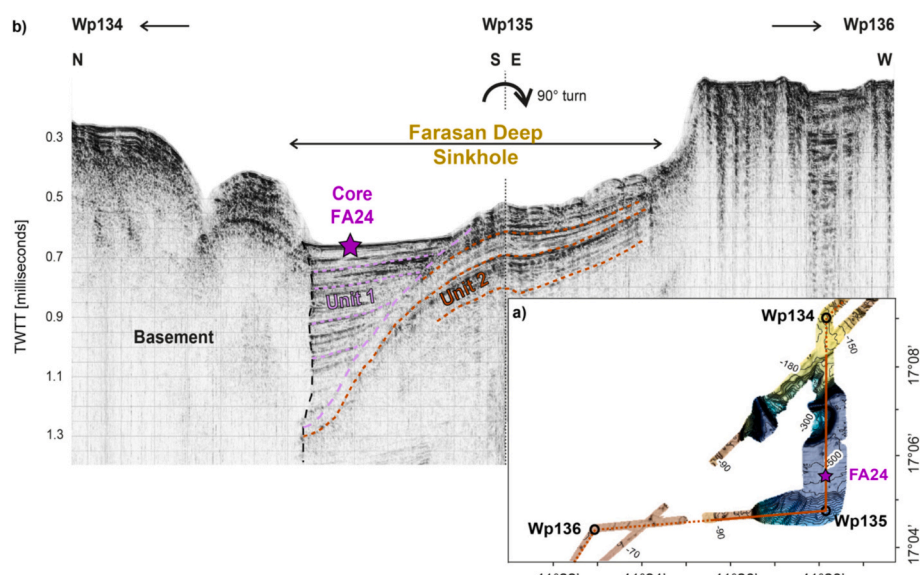 b)
Wp134
Wp135
Wp136
N
S E
W
90° turn
Farasan Deep
Sinkhole
Core
FA24
TWTT [milliseconds]
0.3
0.5
0.7
0.9
1.1
1.3
Unit 1
Unit 2
Basement
a)
Wp134
-150
-180
17°08'
-300
-90
17°06'
-500
FA24
Wp136
-90
Wp135
-70
17°04'